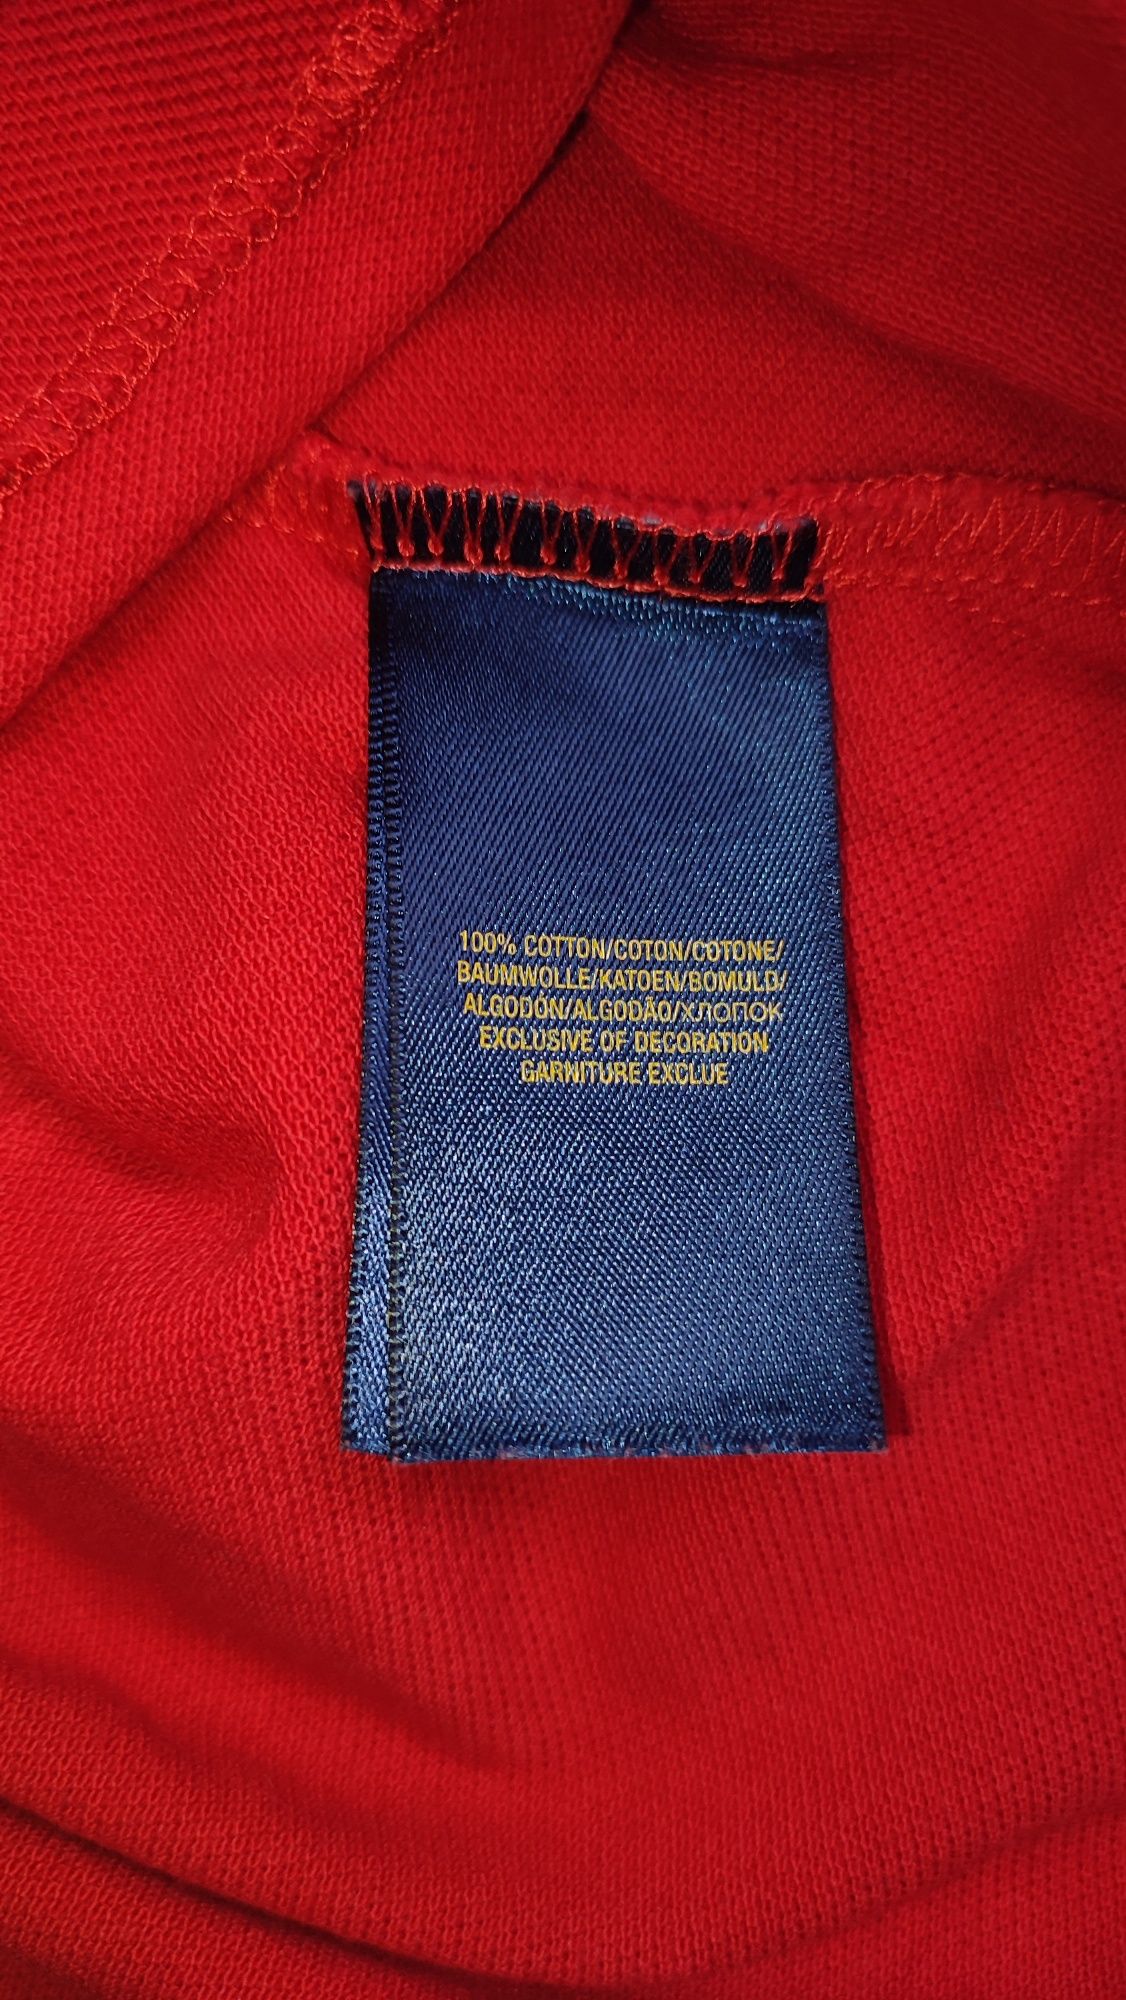 100% COTTON/COTON/COTONE/
BAUMWOLLE/KATOEN/BOMULD/
ALGODÓN/ALGODÃO/ХЛОПОК
EXCLUSIVE OF DECORATION
GARNITURE EXCLUE